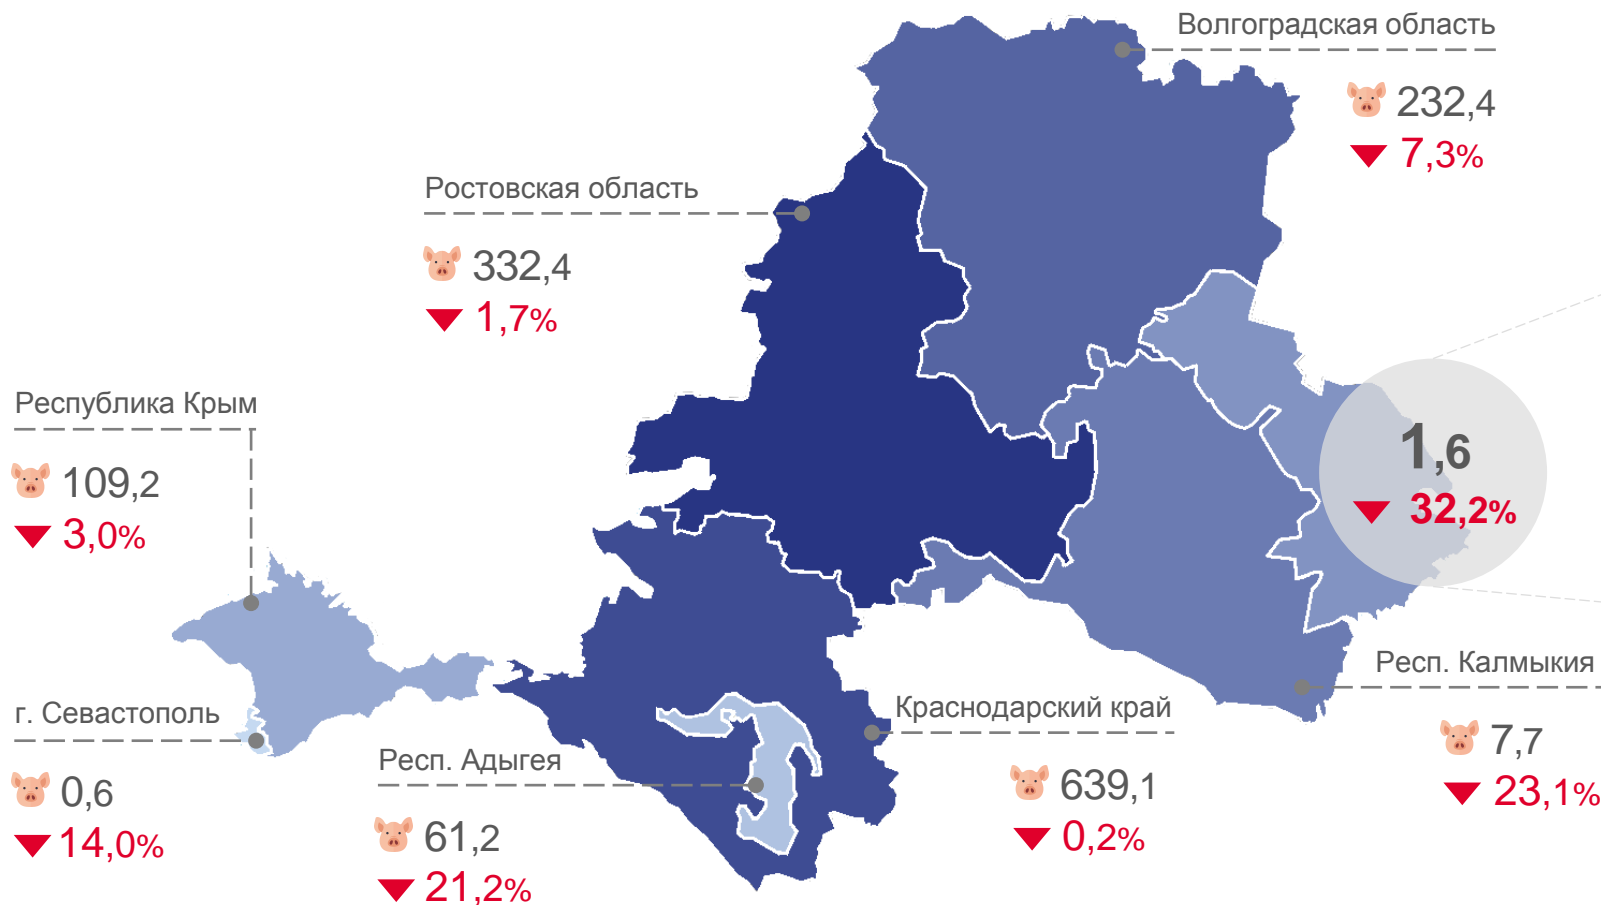 Волгоградская область
232,4
7,3%
Ростовская область
332,4
1,7%
Республика Крым
109,2
3,0%
1,6
32,2%
Респ. Калмыкия
7,7
23,1%
Краснодарский край
639,1
0,2%
г. Севастополь
0,6
14,0%
Респ. Адыгея
61,2
21,2%